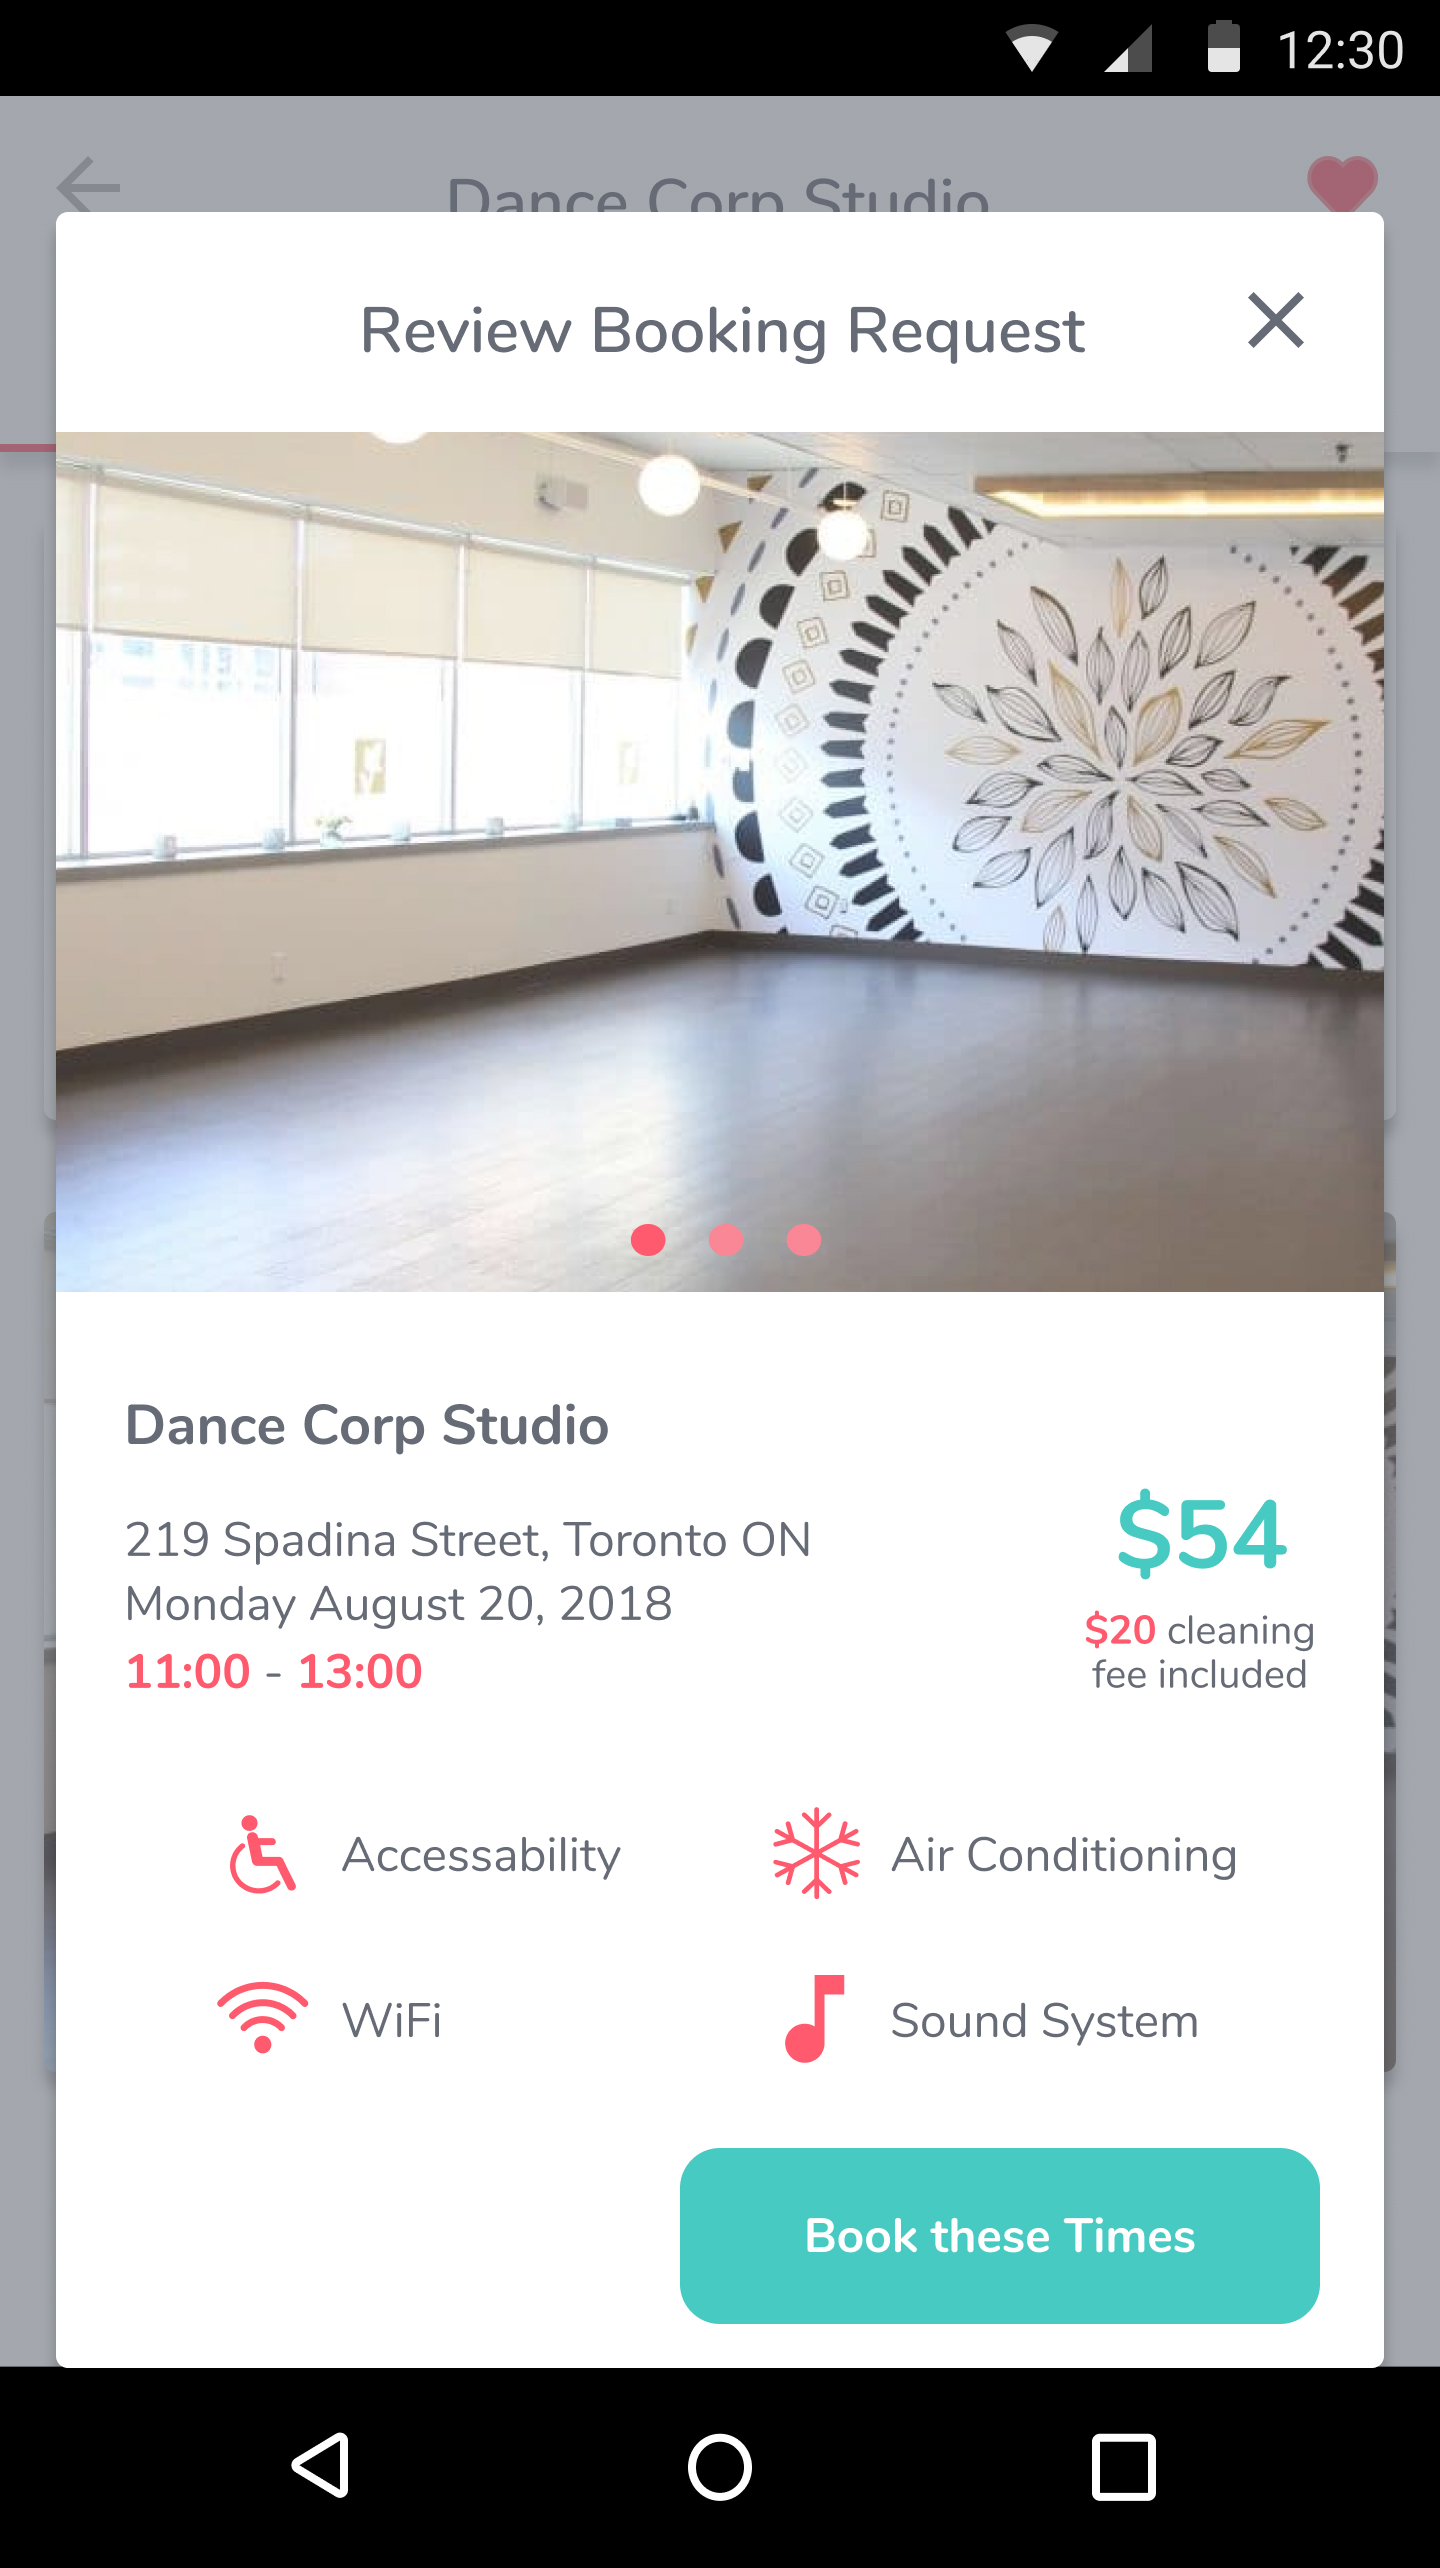 12:30
Dance Corp Studio
Review Booking Request
Dance Corp Studio
219 Spadina Street, Toronto ON
Monday August 20, 2018
11:00 - 13:00
$54
$20 cleaning
fee included
Accessability
Air Conditioning
WiFi
Sound System
Book these Times